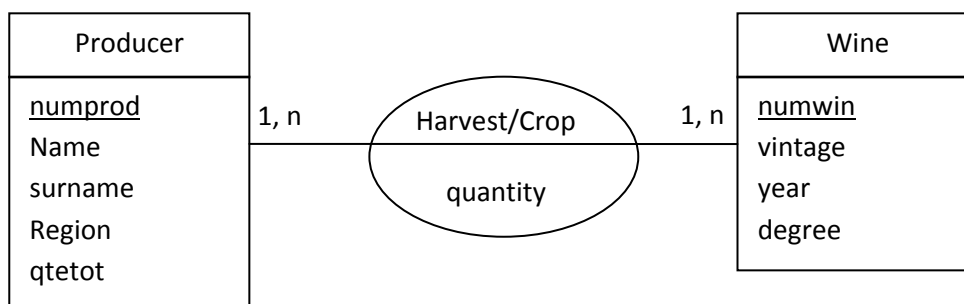 Producer
numprod
Name
surname
Region
qtetot
1, n
Harvest/Crop
quantity
1, n
Wine
numwin
vintage
year
degree